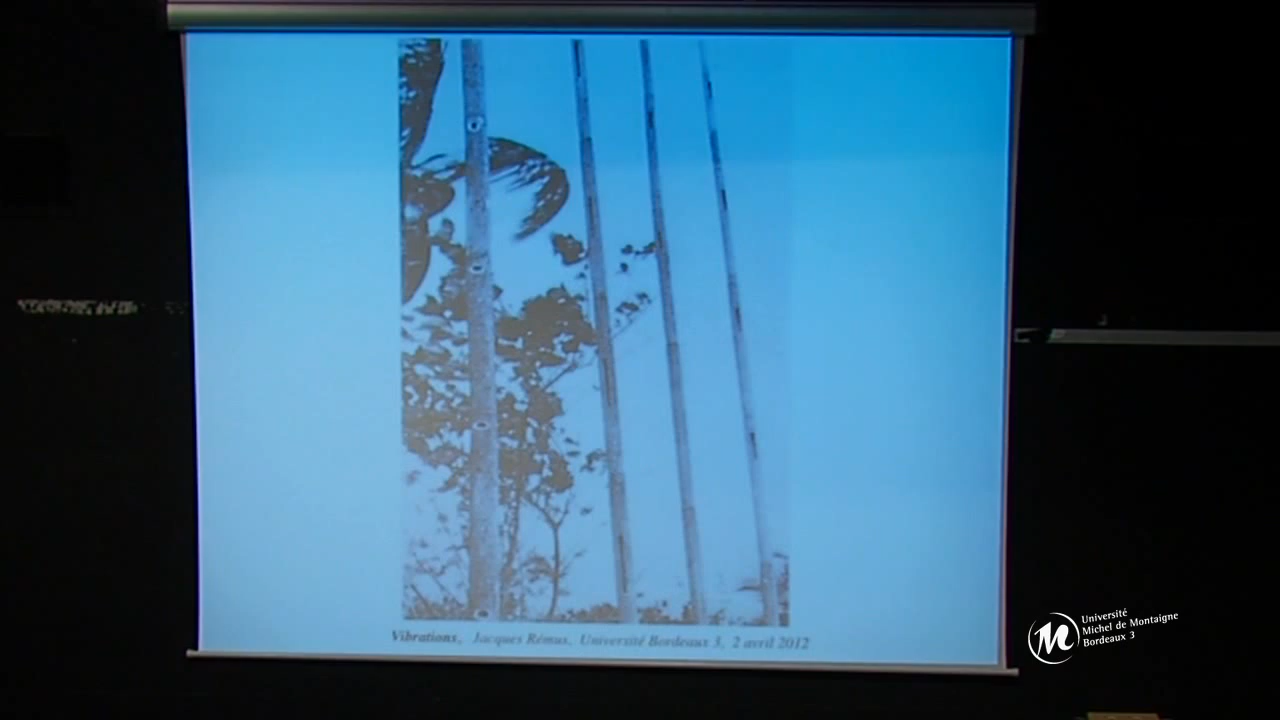 Vibrations, Jacques Rémus, Université Bordeaux 3, 2 avril 2012
Université
Michel de Montaigne
Bordeaux 3